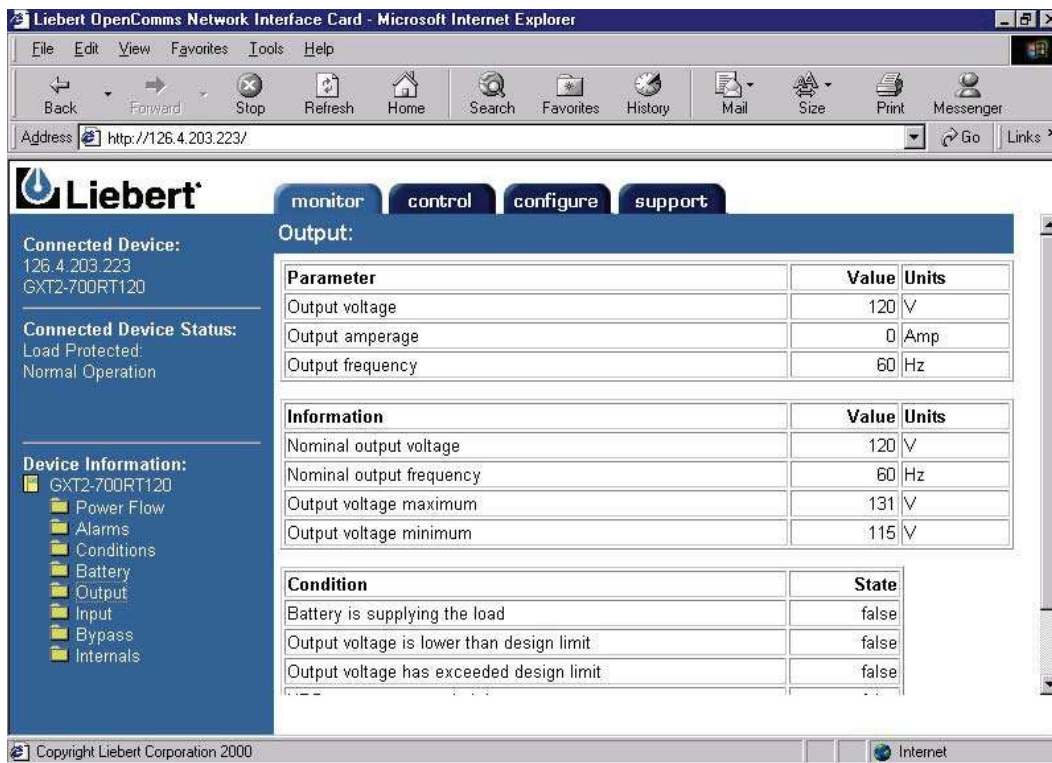 Liebert OpenComms Network Interface Card - Microsoft Internet Explorer
File Edit View Favorites Tools Help
Back Forward Stop Refresh Home Search Favorites History Mail Size Print Messenger
Address http://126.4.203.223/ Go Links
Liebert
monitor control configure support
Connected Device:
126.4.203.223
GXT2-700RT120
Connected Device Status:
Load Protected:
Normal Operation
Device Information:
GXT2-700RT120
Power Flow
Alarms
Conditions
Battery
Output
Input
Bypass
Internals
Output:
Parameter Value Units
Output voltage 120 V
Output amperage 0 Amp
Output frequency 60 Hz
Information Value Units
Nominal output voltage 120 V
Nominal output frequency 60 Hz
Output voltage maximum 131 V
Output voltage minimum 115 V
Condition State
Battery is supplying the load false
Output voltage is lower than design limit false
Output voltage has exceeded design limit false
Copyright Liebert Corporation 2000 Internet